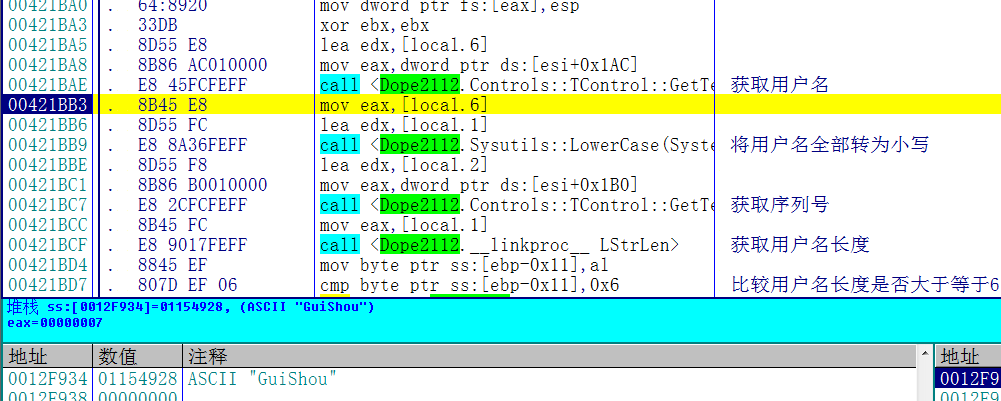 00421BA0 . 64:8920 mov dword ptr fs:[eax],esp
00421BA3 . 33DB xor ebx,ebx
00421BA5 . 8D55 E8 lea edx,[local.6]
00421BA8 . 8B86 AC010000 mov eax,dword ptr ds:[esi+0x1AC]
00421BAE . E8 45FCFEFF call <Dope2112.Controls::TControl::GetTe 获取用户名
00421BB3 . 8B45 E8 mov eax,[local.6]
00421BB6 . 8D55 FC lea edx,[local.1]
00421BB9 . E8 8A36FEFF call <Dope2112.Sysutils::LowerCase(Syste 将用户名全部转为小写
00421BBE . 8D55 F8 lea edx,[local.2]
00421BC1 . 8B86 B0010000 mov eax,dword ptr ds:[esi+0x1B0]
00421BC7 . E8 2CFCFEFF call <Dope2112.Controls::TControl::GetTe 获取序列号
00421BCC . 8B45 FC mov eax,[local.1]
00421BCF . E8 9017FEFF call <Dope2112.__linkproc__ LStrLen> 获取用户名长度
00421BD4 . 8845 EF mov byte ptr ss:[ebp-0x11],al
00421BD7 . 807D EF 06 cmp byte ptr ss:[ebp-0x11],0x6 比较用户名长度是否大于等于6
堆栈 ss:[0012F934]=01154928, (ASCII "GuiShou")
eax=00000007
地址 数值 注释 地址
0012F934 01154928 ASCII "GuiShou" 0012F9
0012F938 00000000 0012F9